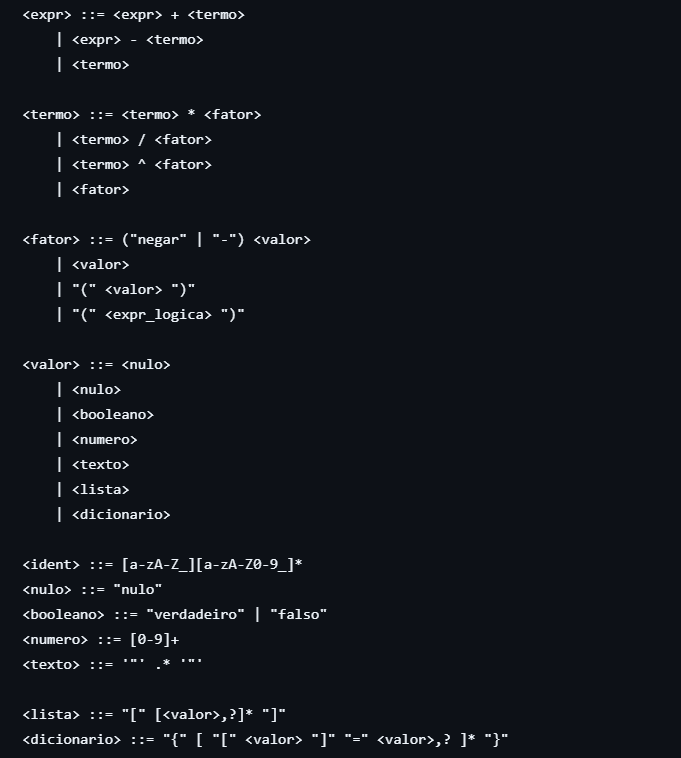 <expr> ::= <expr> + <termo>
    | <expr> - <termo>
    | <termo>

<termo> ::= <termo> * <fator>
    | <termo> / <fator>
    | <termo> ^ <fator>
    | <fator>

<fator> ::= ("negar" | "-") <valor>
    | <valor>
    | "(" <valor> ")"
    | "(" <expr_logica> ")"

<valor> ::= <nulo>
    | <nulo>
    | <booleano>
    | <numero>
    | <texto>
    | <lista>
    | <dicionario>

<ident> ::= [a-zA-Z_][a-zA-Z0-9_]*
<nulo> ::= "nulo"
<booleano> ::= "verdadeiro" | "falso"
<numero> ::= [0-9]+
<texto> ::= '"' .* '"'

<lista> ::= "[" [<valor>,?]* "]"
<dicionario> ::= "{" [ "[" <valor> "]" "=" <valor>,? ]* "}"